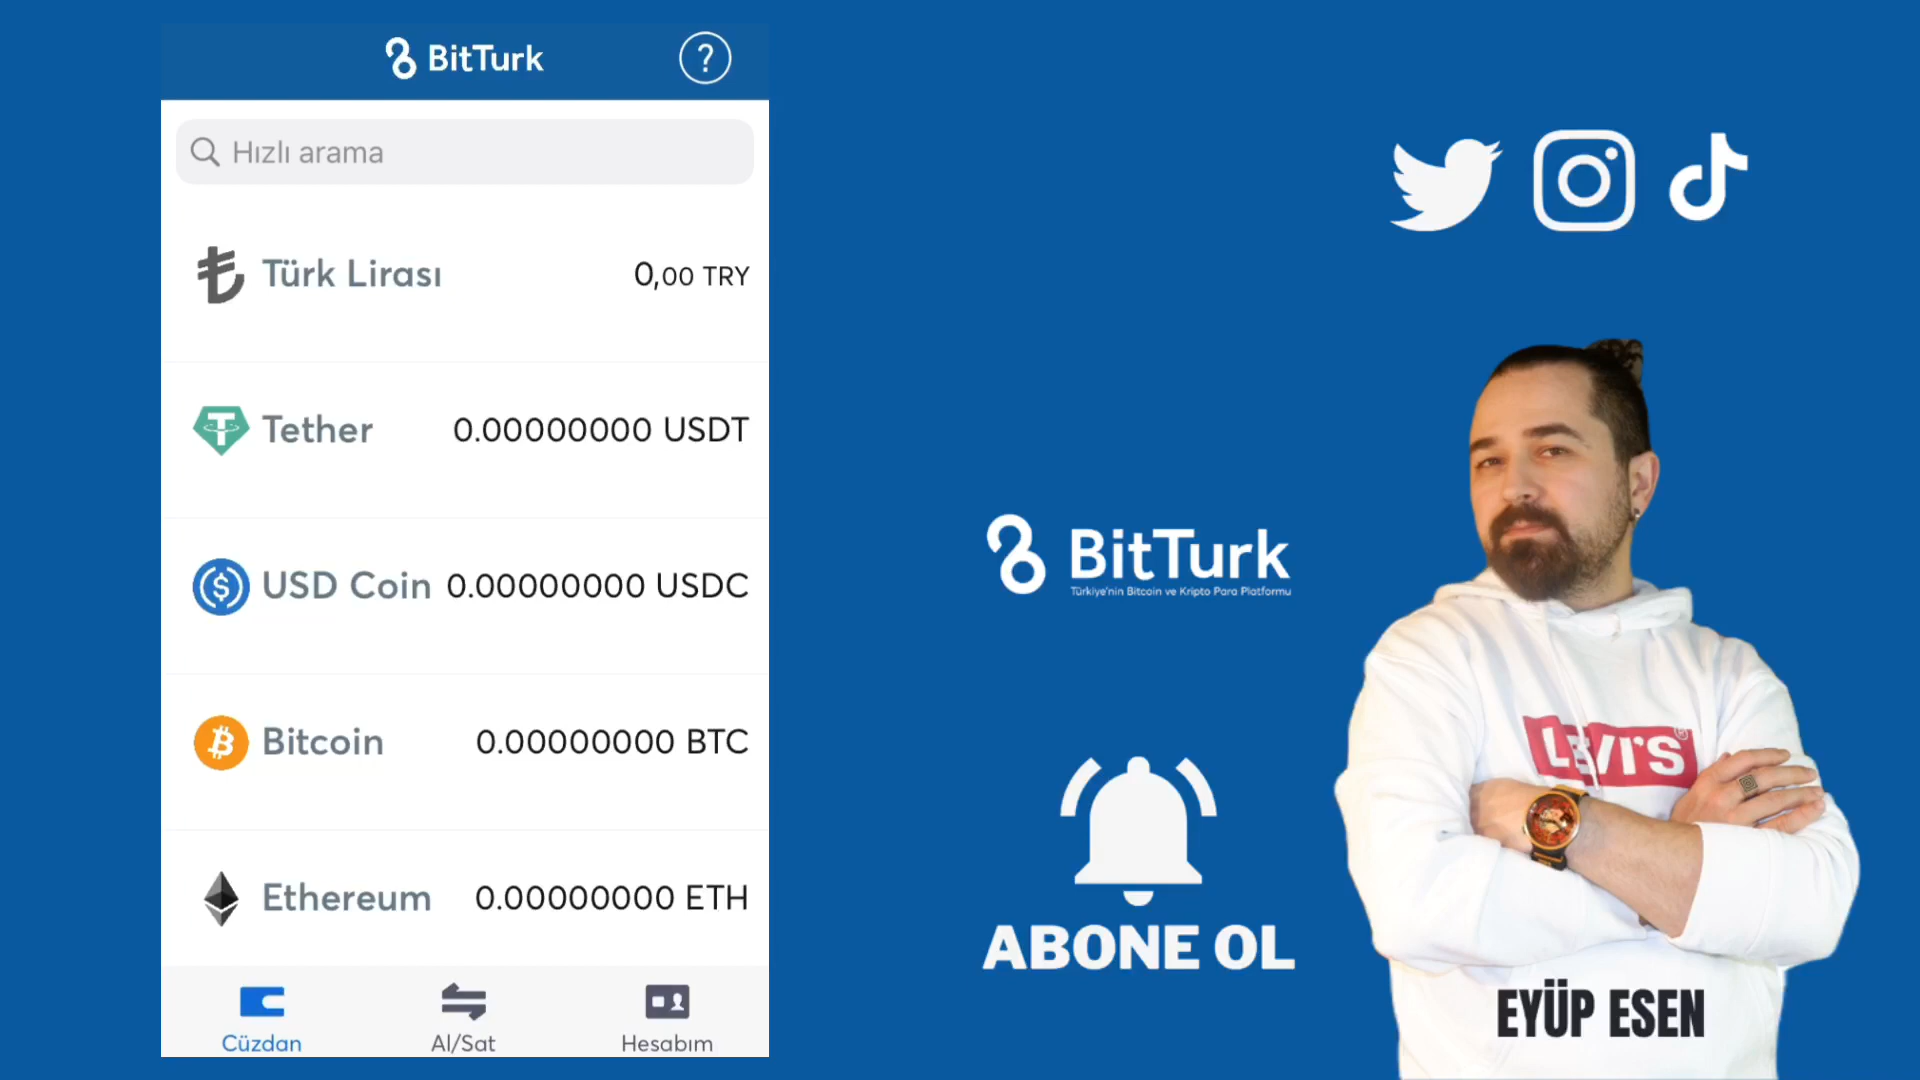 BitTurk
?
Hızlı arama
Türk Lirası 0,00 TRY
Tether 0.00000000 USDT
USD Coin 0.00000000 USDC
Bitcoin 0.00000000 BTC
Ethereum 0.00000000 ETH
Cüzdan Al/Sat Hesabım
BitTurk
Türkiye'nin Bitcoin ve Kripto Para Platformu
ABONE OL
LEVI'S®
EYÜP ESEN